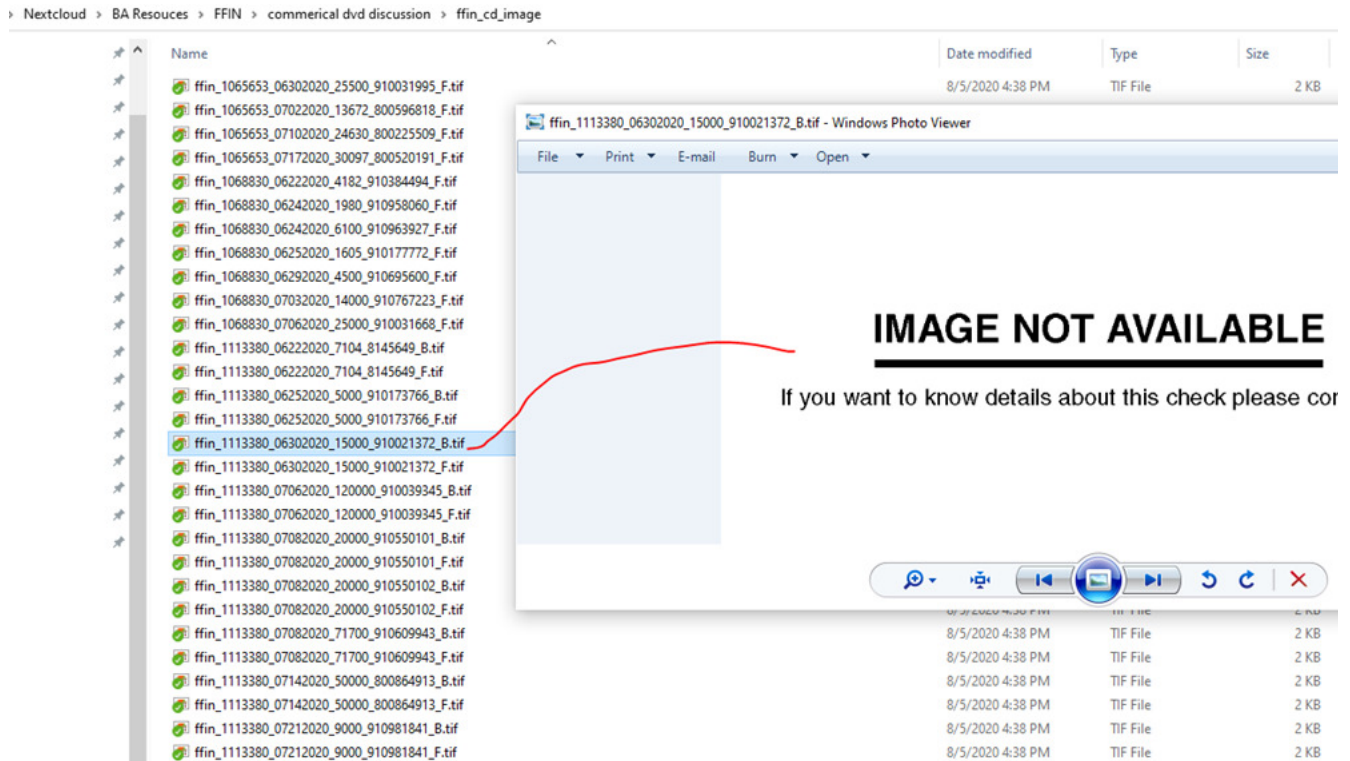 Nextcloud > BA Resouces > FFIN > commerical dvd discussion > ffin_cd_image
Name Date modified Type Size
ffin_1065653_06302020_25500_910031995_F.tif 8/5/2020 4:38 PM TIF File 2 KB
ffin_1065653_07022020_13672_800596818_F.tif
ffin_1065653_07102020_24630_800225509_F.tif
ffin_1065653_07172020_30097_800520191_F.tif
ffin_1068830_06222020_4182_910384494_F.tif
ffin_1068830_06242020_1980_910958060_F.tif
ffin_1068830_06242020_6100_910963927_F.tif
ffin_1068830_06252020_1605_910177772_F.tif
ffin_1068830_06292020_4500_910695600_F.tif
ffin_1068830_07032020_14000_910767223_F.tif
ffin_1068830_07062020_25000_910031668_F.tif
ffin_1113380_06222020_7104_8145649_B.tif
ffin_1113380_06222020_7104_8145649_F.tif
ffin_1113380_06252020_5000_910173766_B.tif
ffin_1113380_06252020_5000_910173766_F.tif
ffin_1113380_06302020_15000_910021372_B.tif
ffin_1113380_06302020_15000_910021372_F.tif
ffin_1113380_07062020_120000_910039345_B.tif
ffin_1113380_07062020_120000_910039345_F.tif
ffin_1113380_07082020_20000_910550101_B.tif
ffin_1113380_07082020_20000_910550101_F.tif
ffin_1113380_07082020_20000_910550102_B.tif
ffin_1113380_07082020_20000_910550102_F.tif
ffin_1113380_07082020_71700_910609943_B.tif 8/5/2020 4:38 PM TIF File 2 KB
ffin_1113380_07082020_71700_910609943_F.tif 8/5/2020 4:38 PM TIF File 2 KB
ffin_1113380_07142020_50000_800864913_B.tif 8/5/2020 4:38 PM TIF File 2 KB
ffin_1113380_07142020_50000_800864913_F.tif 8/5/2020 4:38 PM TIF File 2 KB
ffin_1113380_07212020_9000_910981841_B.tif 8/5/2020 4:38 PM TIF File 2 KB
ffin_1113380_07212020_9000_910981841_F.tif 8/5/2020 4:38 PM TIF File 2 KB
ffin_1113380_06302020_15000_910021372_B.tif - Windows Photo Viewer
File Print E-mail Burn Open
IMAGE NOT AVAILABLE
If you want to know details about this check please